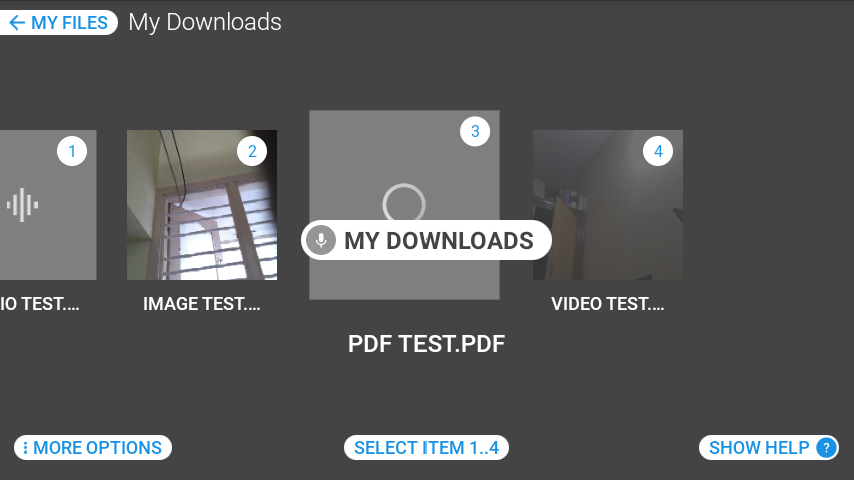 MY FILES My Downloads
1
2
3
4
MY DOWNLOADS
IO TEST....
IMAGE TEST....
VIDEO TEST....
PDF TEST.PDF
MORE OPTIONS
SELECT ITEM 1..4
SHOW HELP ?